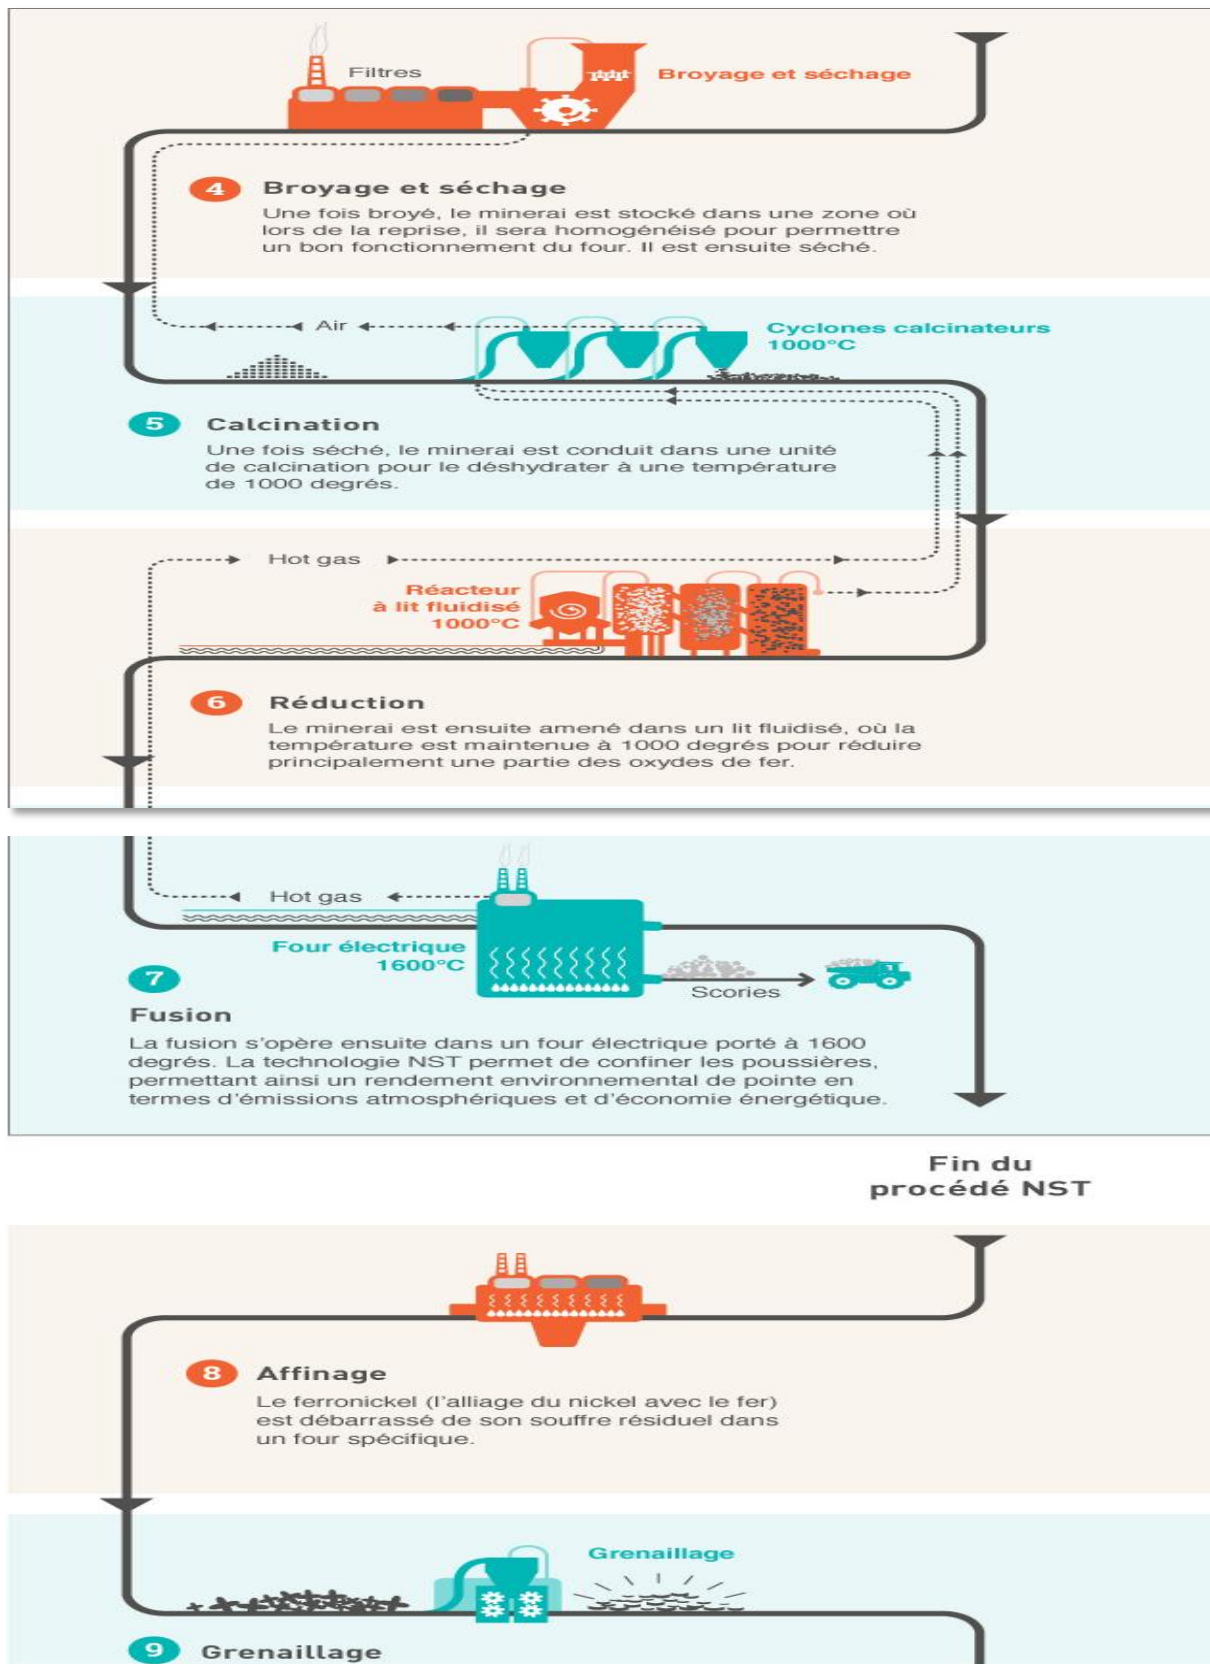 Filtres
Broyage et séchage
4 Broyage et séchage
Une fois broyé, le minerai est stocké dans une zone où
lors de la reprise, il sera homogénéisé pour permettre
un bon fonctionnement du four. Il est ensuite séché.
Air
Cyclones calcinateurs
1000°C
5 Calcination
Une fois séché, le minerai est conduit dans une unité
de calcination pour le déshydrater à une température
de 1000 degrés.
Hot gas
Réacteur
à lit fluidisé
1000°C
6 Réduction
Le minerai est ensuite amené dans un lit fluidisé, où la
température est maintenue à 1000 degrés pour réduire
principalement une partie des oxydes de fer.
Hot gas
Four électrique
1600°C
Scories
7
Fusion
La fusion s'opère ensuite dans un four électrique porté à 1600
degrés. La technologie NST permet de confiner les poussières,
permettant ainsi un rendement environnemental de pointe en
termes d'émissions atmosphériques et d'économie énergétique.
Fin du
procédé NST
8 Affinage
Le ferronickel (l'alliage du nickel avec le fer)
est débarrassé de son souffre résiduel dans
un four spécifique.
Grenaillage
9 Grenaillage